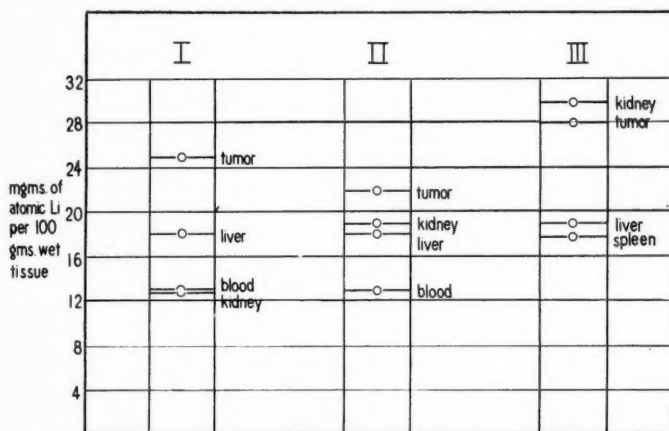 I II III
32
kidney
28
tumor
tumor
24
tumor
mgms. of
atomic Li
per 100
gms. wet
tissue
20
kidney
liver
liver
liver
spleen
16
blood
kidney
blood
12
8
4